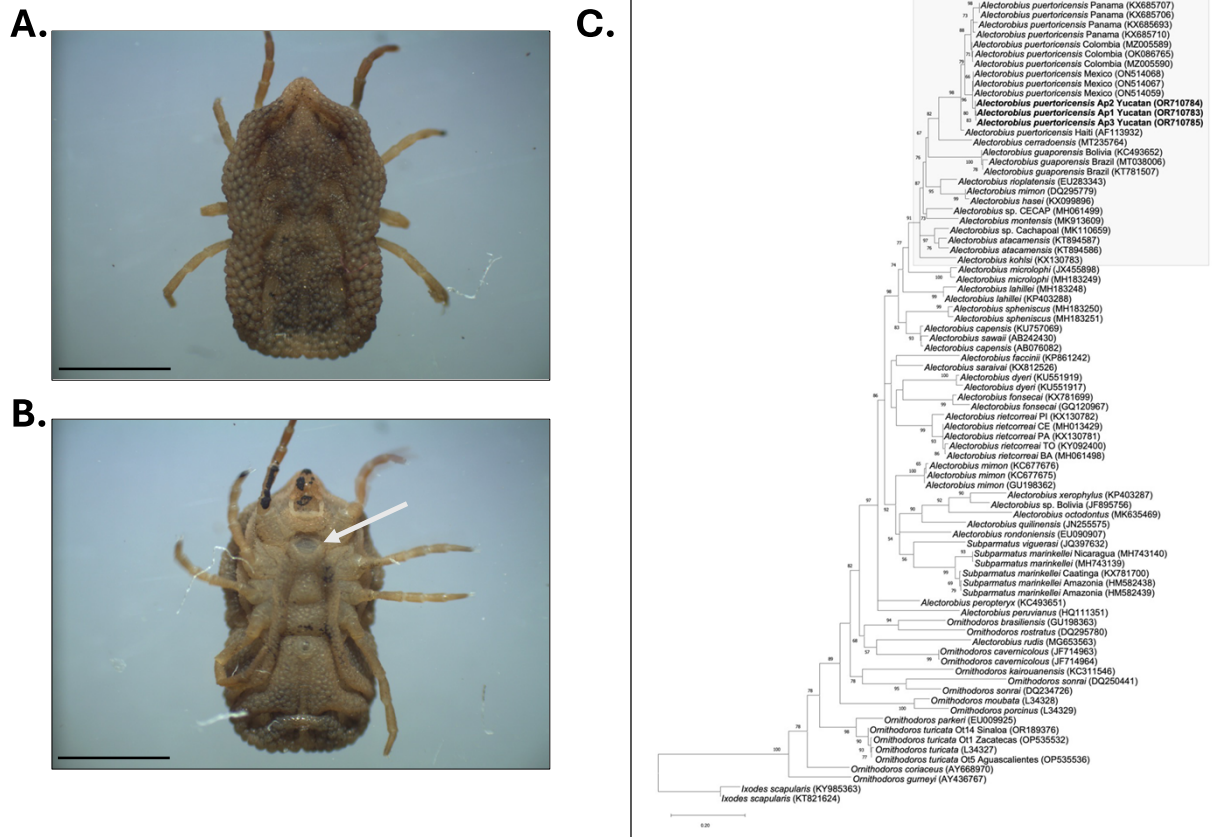 A.
B.
C.
Alectorobius puertoricensis Panama (KX685707)
Alectorobius puertoricensis Panama (KX685706)
Alectorobius puertoricensis Panama (KX685693)
Alectorobius puertoricensis Panama (KX685710)
Alectorobius puertoricensis Colombia (MZ005589)
Alectorobius puertoricensis Colombia (OK086765)
Alectorobius puertoricensis Colombia (MZ005590)
Alectorobius puertoricensis Mexico (ON514068)
Alectorobius puertoricensis Mexico (ON514067)
Alectorobius puertoricensis Mexico (ON514059)
Alectorobius puertoricensis Ap2 Yucatan (OR710784)
Alectorobius puertoricensis Ap1 Yucatan (OR710783)
Alectorobius puertoricensis Ap3 Yucatan (OR710785)
Alectorobius puertoricensis Haiti (AF113932)
Alectorobius cerradoensis (MT235764)
Alectorobius guaporensis Bolivia (KC493652)
Alectorobius guaporensis Brazil (MT038006)
Alectorobius guaporensis Brazil (KT781507)
Alectorobius rioplatensis (EU283343)
Alectorobius mimon (DQ295779)
Alectorobius hasei (KX099896)
Alectorobius sp. CECAP (MH061499)
Alectorobius montensis (MK913609)
Alectorobius sp. Cachapoal (MK110659)
Alectorobius atacamensis (KT894587)
Alectorobius atacamensis (KT894586)
Alectorobius kohlsi (KX130783)
Alectorobius microlophi (JX455898)
Alectorobius microlophi (MH183249)
Alectorobius lahillei (MH183248)
Alectorobius lahillei (KP403288)
Alectorobius spheniscus (MH183250)
Alectorobius spheniscus (MH183251)
Alectorobius capensis (KU757069)
Alectorobius sawaii (AB242430)
Alectorobius capensis (AB076082)
Alectorobius faccinii (KP861242)
Alectorobius saraivai (KX812526)
Alectorobius dyeri (KU551919)
Alectorobius dyeri (KU551917)
Alectorobius fonsecai (KX781699)
Alectorobius fonsecai (GQ120967)
Alectorobius rietcorreai PI (KX130782)
Alectorobius rietcorreai CE (MH013429)
Alectorobius rietcorreai PA (KX130781)
Alectorobius rietcorreai TO (KY092400)
Alectorobius rietcorreai BA (MH061498)
Alectorobius mimon (KC677676)
Alectorobius mimon (KC677675)
Alectorobius mimon (GU198362)
Alectorobius xerophylus (KP403287)
Alectorobius sp. Bolivia (JF895756)
Alectorobius octodontus (MK635469)
Alectorobius quilinensis (JN255575)
Alectorobius rondoniensis (EU090907)
Subparmatus viguerasi (JQ397632)
Subparmatus marinkellei Nicaragua (MH743140)
Subparmatus marinkellei (MH743139)
Subparmatus marinkellei Caatinga (KX781700)
Subparmatus marinkellei Amazonia (HM582438)
Subparmatus marinkellei Amazonia (HM582439)
Alectorobius peropteryx (KC493651)
Alectorobius peruvianus (HQ111351)
Ornithodoros brasiliensis (GU198363)
Ornithodoros rostratus (DQ295780)
Alectorobius rudis (MG653563)
Ornithodoros cavernicolous (JF714963)
Ornithodoros cavernicolous (JF714964)
Ornithodoros kairouanensis (KC311546)
Ornithodoros sonrai (DQ250441)
Ornithodoros sonrai (DQ234726)
Ornithodoros moubata (L34328)
Ornithodoros porcinus (L34329)
Ornithodoros parkeri (EU009925)
Ornithodoros turicata Ot14 Sinaloa (OR189376)
Ornithodoros turicata Ot1 Zacatecas (OP535532)
Ornithodoros turicata (L34327)
Ornithodoros turicata Ot5 Aguascalientes (OP535536)
Ornithodoros coriaceus (AY668970)
Ornithodoros gurneyi (AY436767)
Ixodes scapularis (KY985363)
Ixodes scapularis (KT821624)
0.20